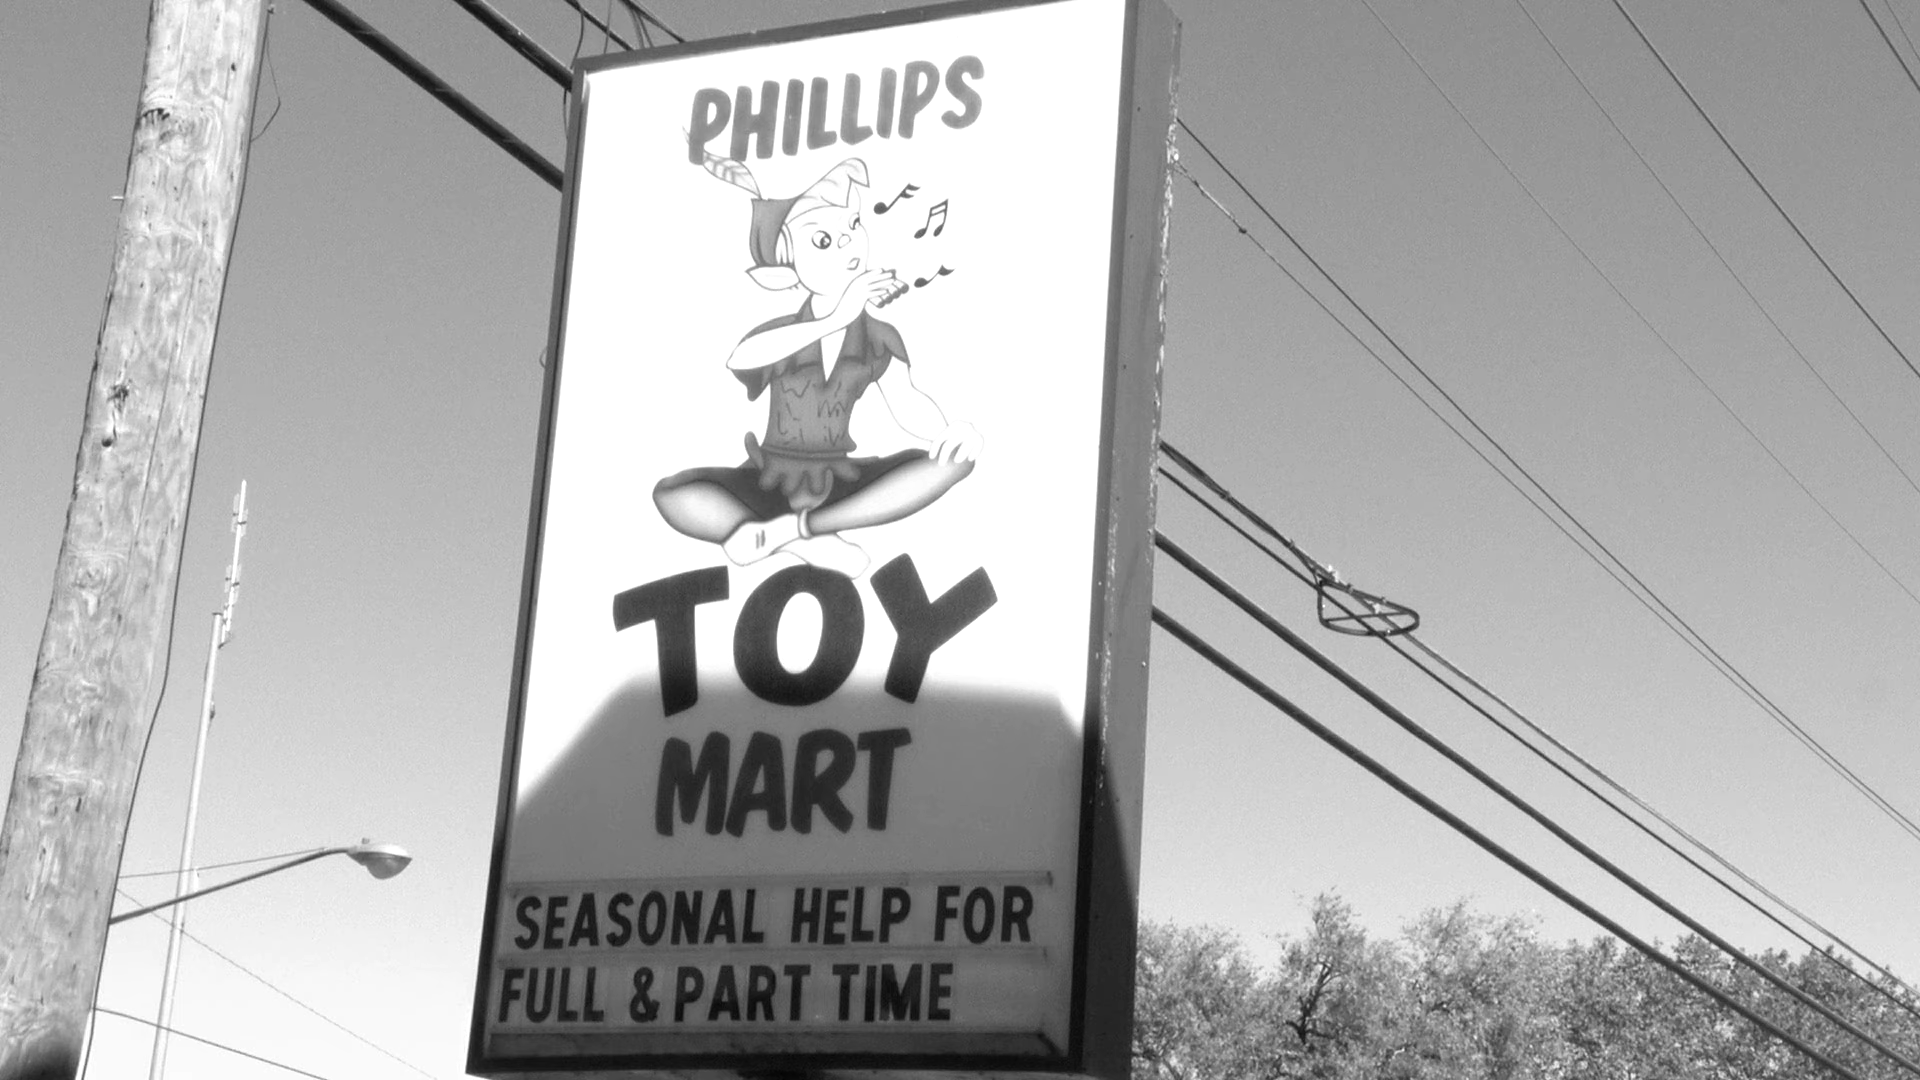 PHILLIPS
TOY
MART
SEASONAL HELP FOR
FULL & PART TIME